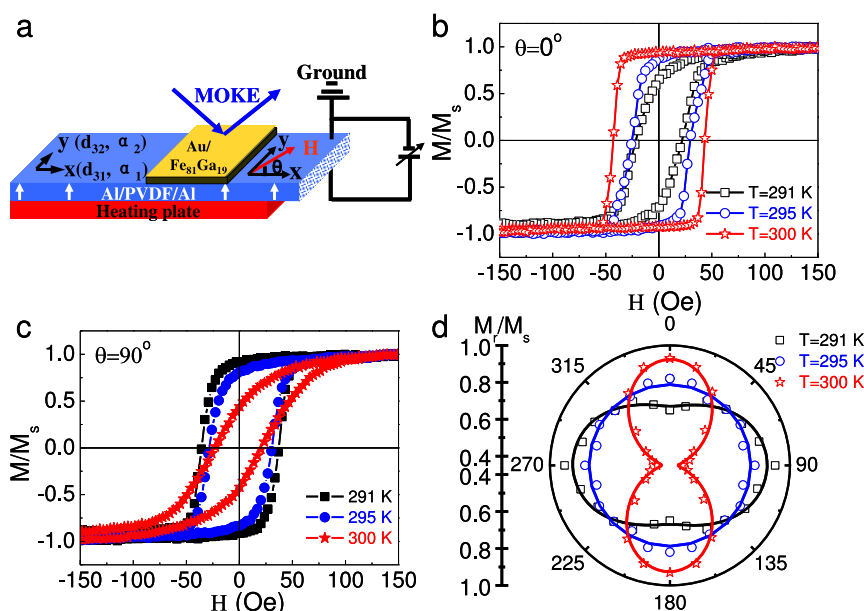 a
MOKE
Ground
y (d32, α2)
x(d31, α1)
Au/
Fe81Ga19
y
H
θ
x
Al/PVDF/Al
Heating plate
b
θ=0°
M/Ms
1.0
0.5
0.0
-0.5
-1.0
T=291 K
T=295 K
T=300 K
-150 -100 -50 0 50 100 150
H (Oe)
c
θ=90°
M/Ms
1.0
0.5
0.0
-0.5
-1.0
291 K
295 K
300 K
-150 -100 -50 0 50 100 150
H (Oe)
d
Mr/Ms
1.0
0.8
0.6
0.4
0.6
0.8
1.0
0
45
90
135
180
225
270
315
T=291 K
T=295 K
T=300 K